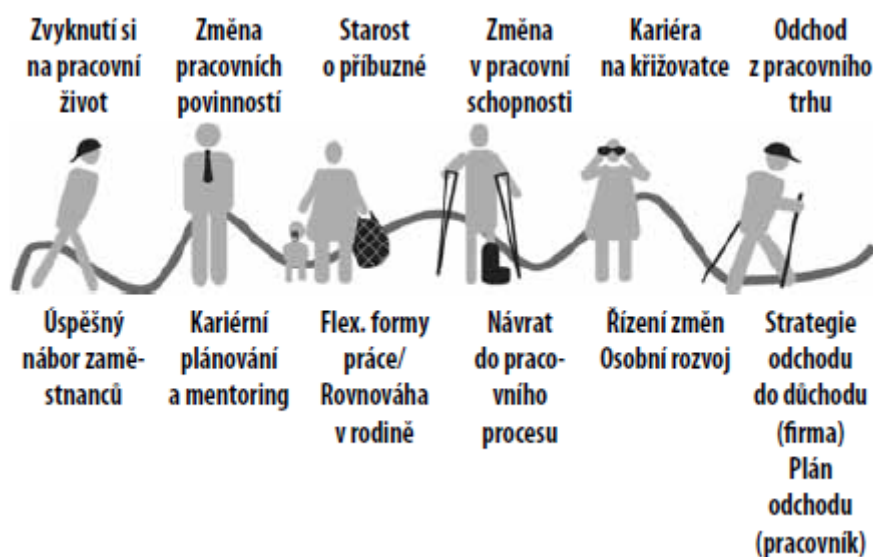 Zvyknutí si
na pracovní
život
Změna
pracovních
povinností
Starost
o příbuzné
Změna
v pracovní
schopnosti
Kariéra
na křižovatce
Odchod
z pracovního
trhu
Úspěšný
nábor zamě-
stnanců
Kariérní
plánování
a mentoring
Flex. formy
práce/
Rovnováha
v rodině
Návrat
do praco-
vního
procesu
Řízení změn
Osobní rozvoj
Strategie
odchodu
do důchodu
(firma)
Plán
odchodu
(pracovník)